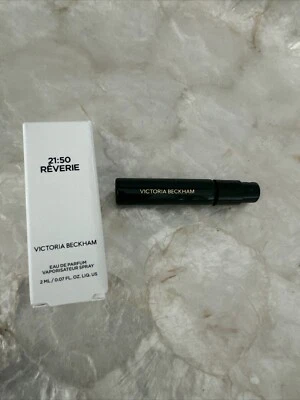 21:50
RÊVERIE
VICTORIA BECKHAM
EAU DE PARFUM
VAPORISATEUR SPRAY
2 ML / 0.07 FL. OZ. LIQ. US
VICTORIA BECKHAM